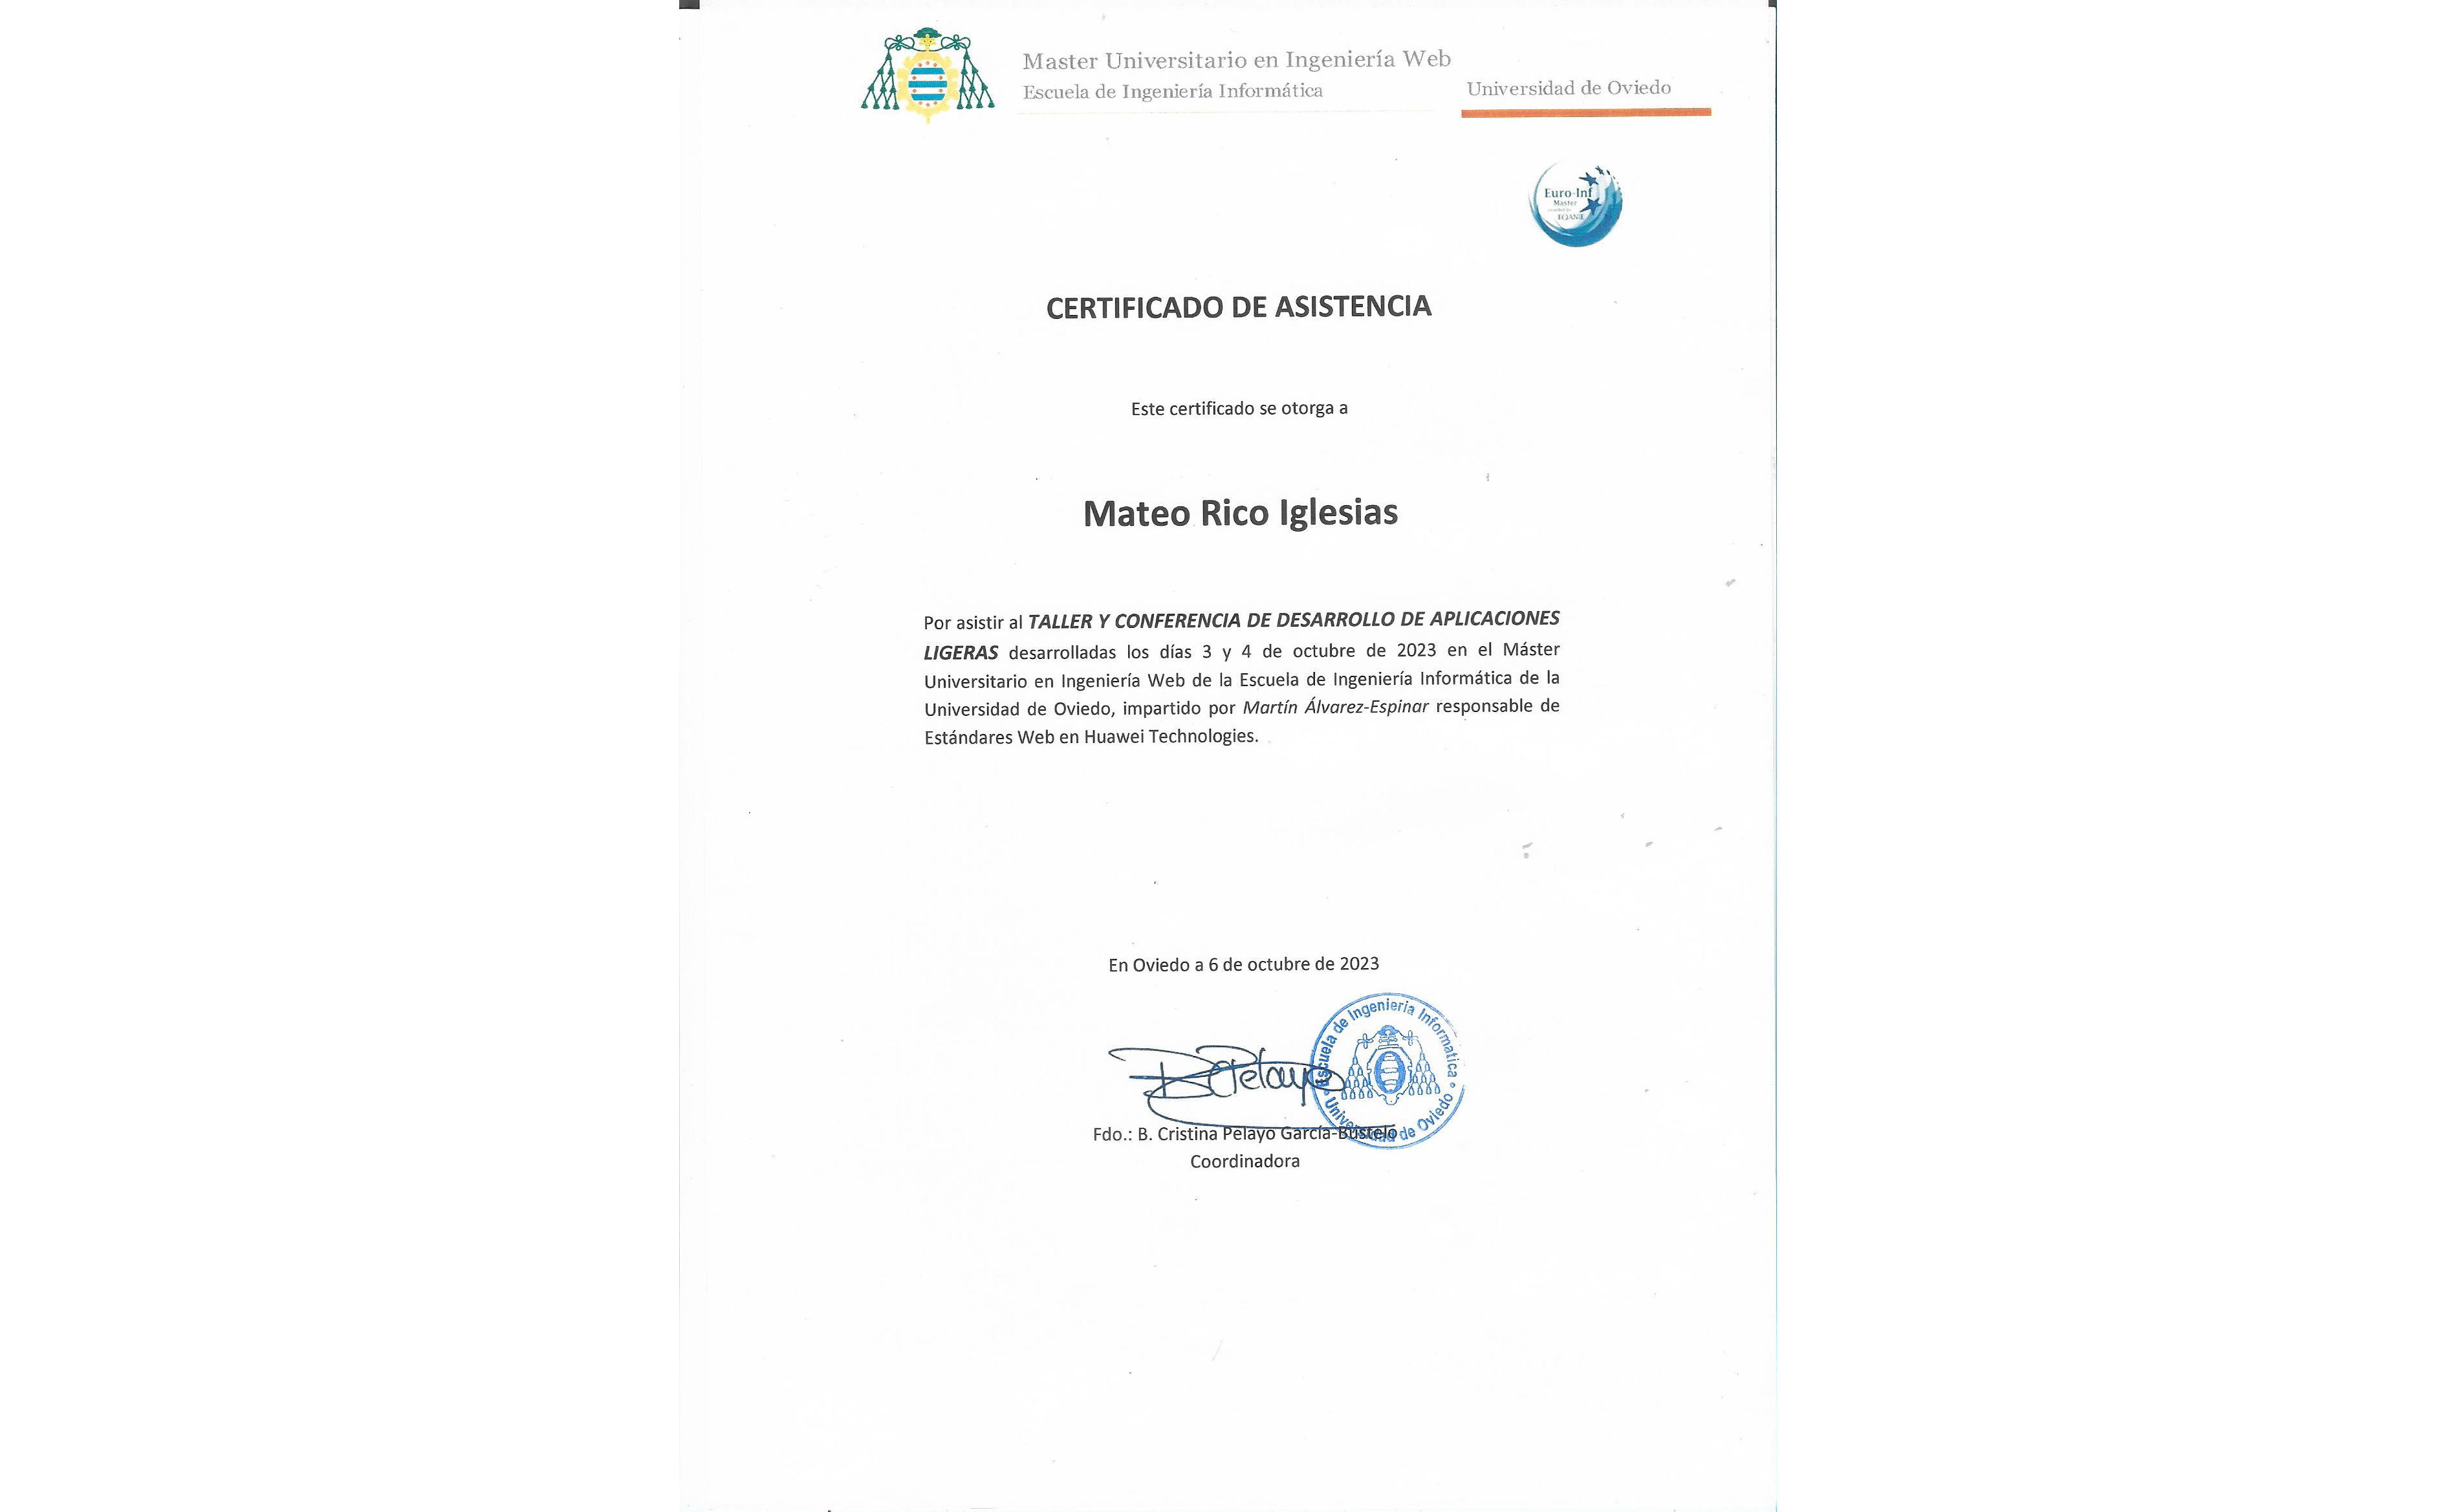 Master Universitario en Ingeniería Web
Escuela de Ingeniería Informática
Universidad de Oviedo
Euro-Inf
Master
EQANIE
CERTIFICADO DE ASISTENCIA
Este certificado se otorga a
Mateo Rico Iglesias
Por asistir al TALLER Y CONFERENCIA DE DESARROLLO DE APLICACIONES
LIGERAS desarrolladas los días 3 y 4 de octubre de 2023 en el Máster
Universitario en Ingeniería Web de la Escuela de Ingeniería Informática de la
Universidad de Oviedo, impartido por Martín Álvarez-Espinar responsable de
Estándares Web en Huawei Technologies.
En Oviedo a 6 de octubre de 2023
Escuela de Ingeniería Informatica
Universidad de Oviedo
Pelayo
Fdo.: B. Cristina Pelayo García-Bustelo
Coordinadora